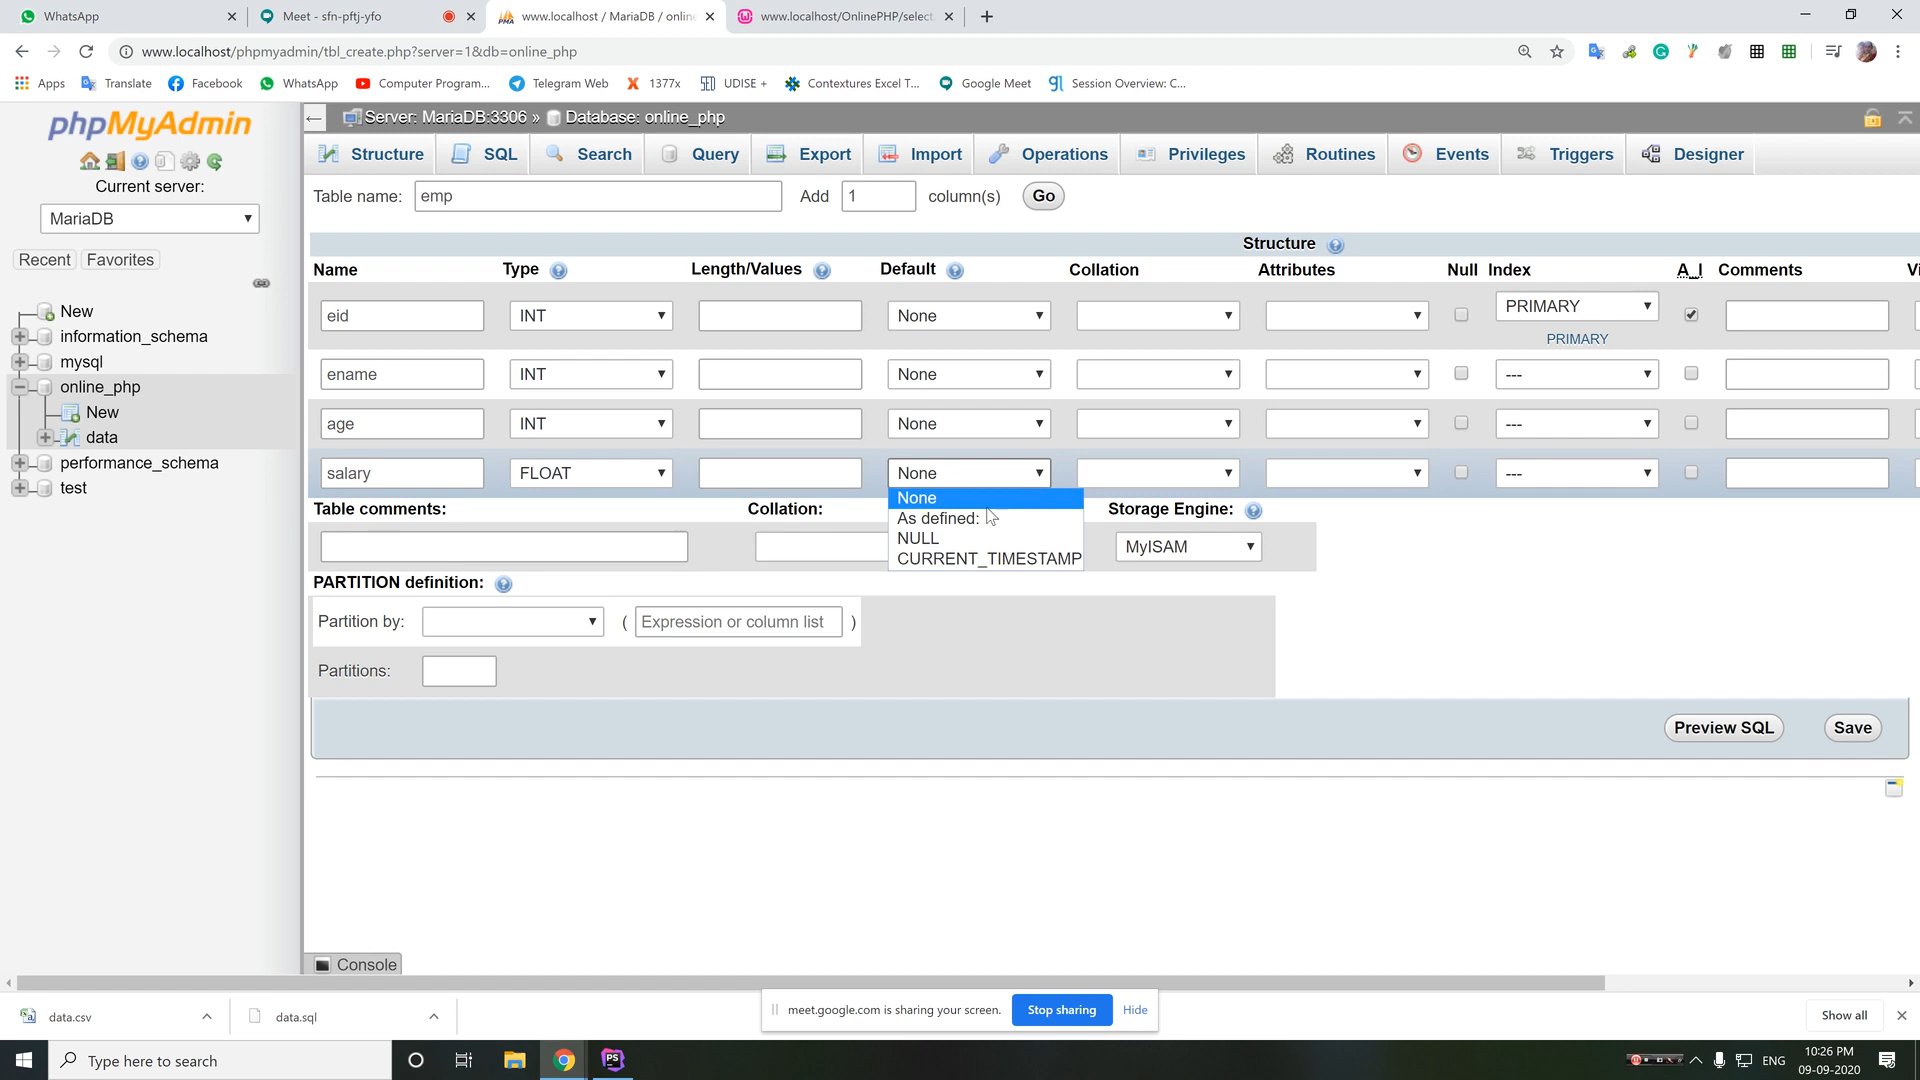 WhatsApp
Meet - sfn-pftj-yfo
www.localhost / MariaDB / onlin
www.localhost/OnlinePHP/select.
www.localhost/phpmyadmin/tbl_create.php?server=1&db=online_php
Apps
Translate
Facebook
WhatsApp
Computer Program...
Telegram Web
1377x
UDISE +
Contextures Excel T...
Google Meet
Session Overview: C...
phpMyAdmin
Current server:
MariaDB
Recent
Favorites
New
information_schema
mysql
online_php
New
data
performance_schema
test
Server: MariaDB:3306 » Database: online_php
Structure
SQL
Search
Query
Export
Import
Operations
Privileges
Routines
Events
Triggers
Designer
Table name: emp Add 1 column(s) Go
Structure
Name Type Length/Values Default Collation Attributes Null Index A_I Comments Vi
eid INT None PRIMARY
PRIMARY
ename INT None ---
age INT None ---
salary FLOAT None ---
None
As defined:
NULL
CURRENT_TIMESTAMP
Table comments: Collation: Storage Engine:
MyISAM
PARTITION definition:
Partition by: ( Expression or column list )
Partitions:
Preview SQL
Save
Console
data.csv
data.sql
meet.google.com is sharing your screen.
Stop sharing
Hide
Show all
Type here to search
PS
ENG
10:26 PM
09-09-2020